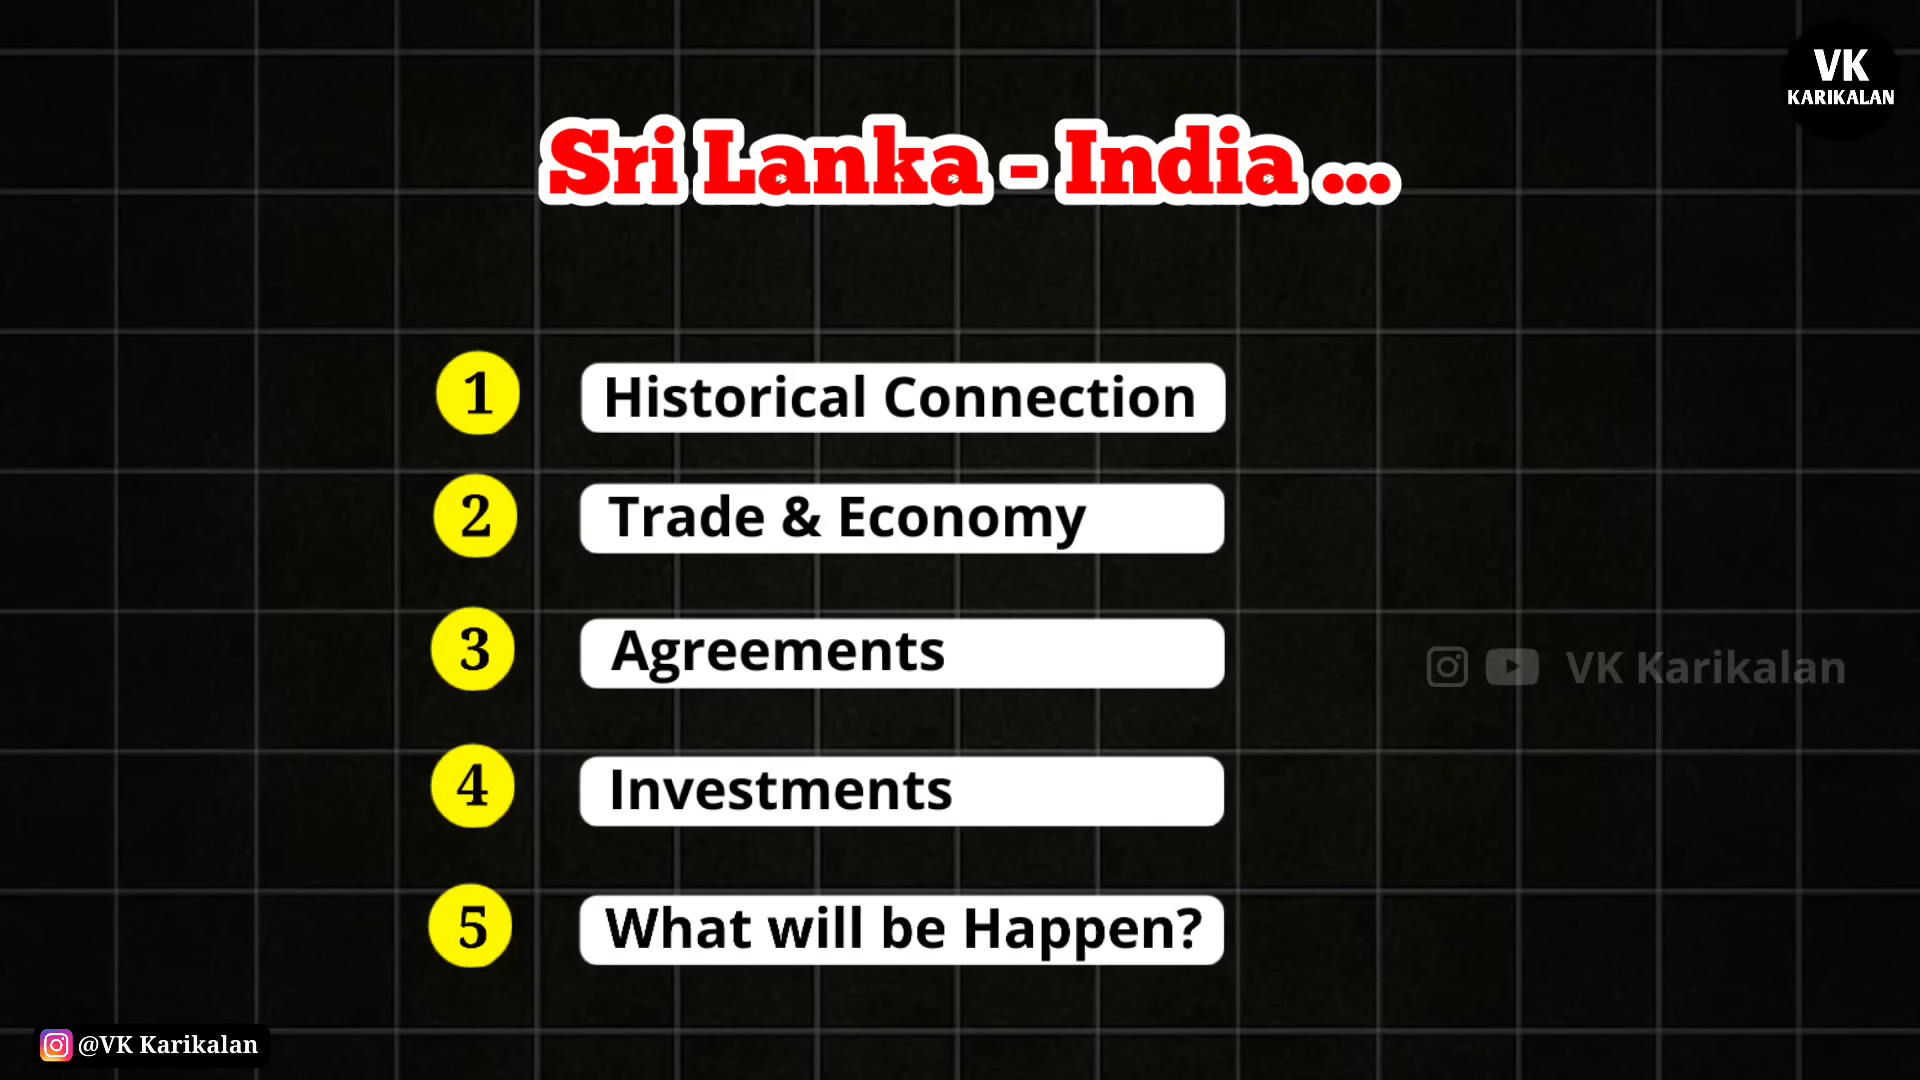 VK
KARIKALAN
Sri Lanka - India ...
1 Historical Connection
2 Trade & Economy
3 Agreements
VK Karikalan
4 Investments
5 What will be Happen?
@VK Karikalan